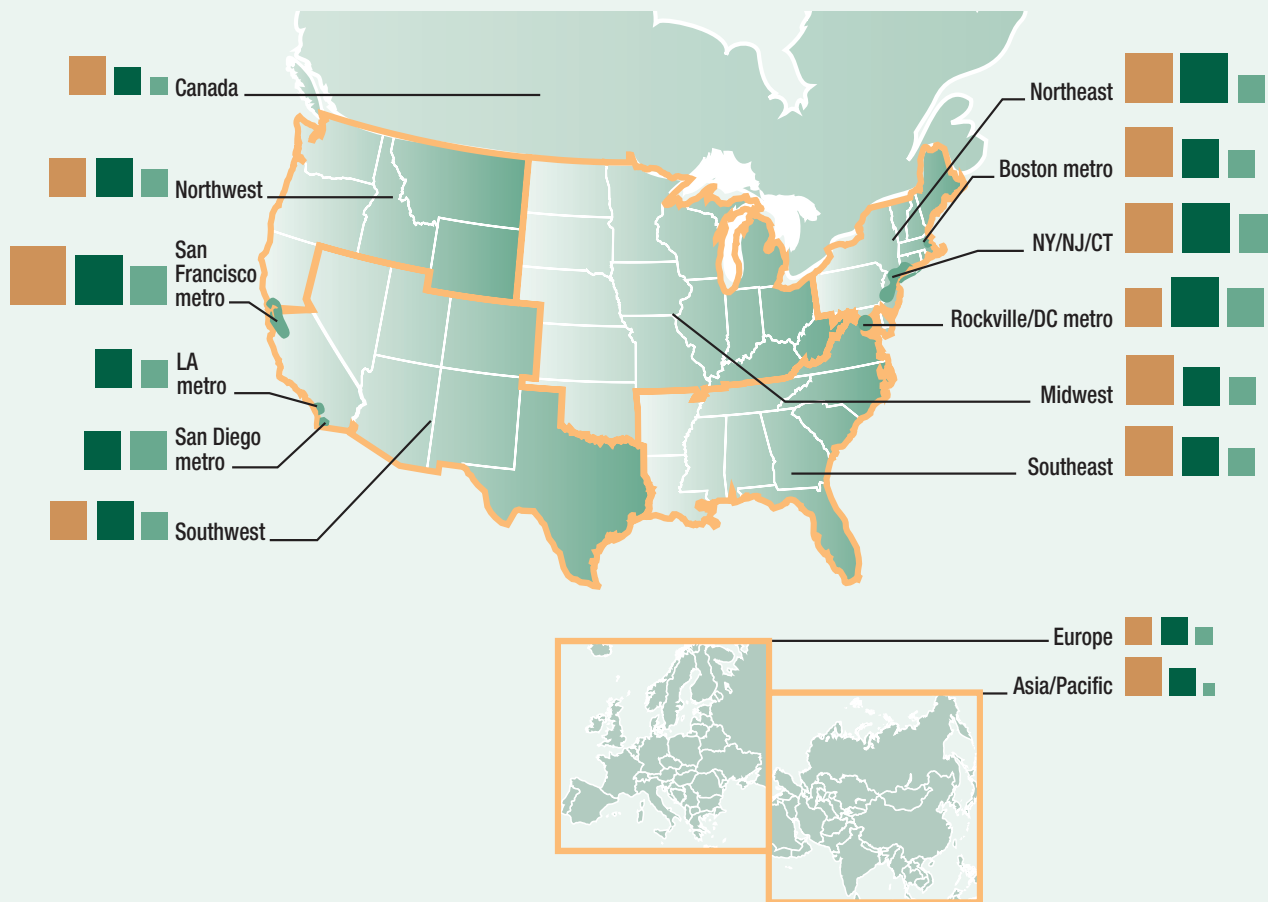 Canada
Northwest
San
Francisco
metro
LA
metro
San Diego
metro
Southwest
Northeast
Boston metro
NY/NJ/CT
Rockville/DC metro
Midwest
Southeast
Europe
Asia/Pacific